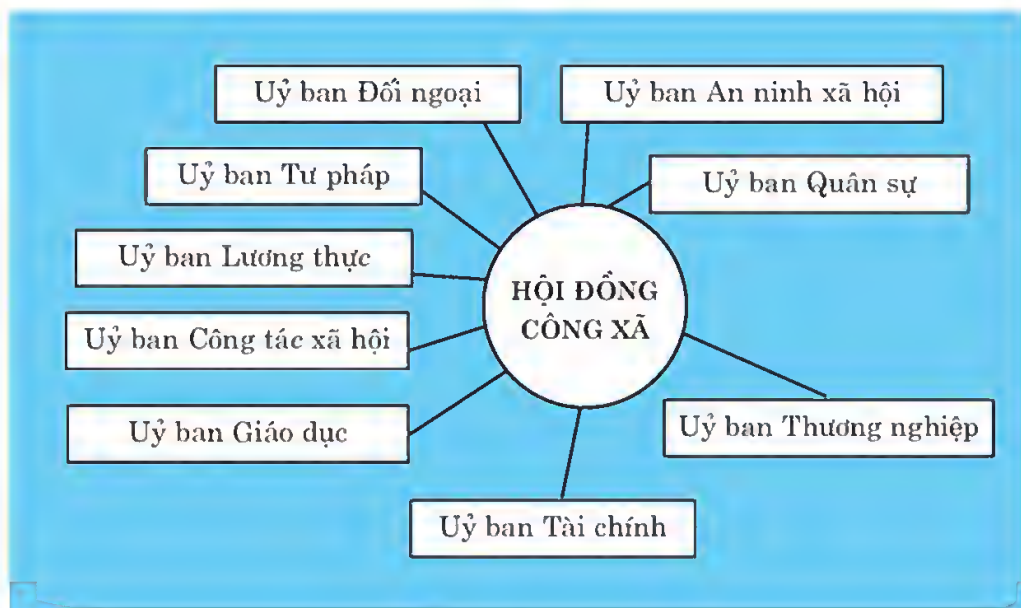 Uỷ ban Đối ngoại
Uỷ ban An ninh xã hội
Uỷ ban Tư pháp
Uỷ ban Quân sự
Uỷ ban Lương thực
HỘI ĐỒNG
CÔNG XÃ
Uỷ ban Công tác xã hội
Uỷ ban Giáo dục
Uỷ ban Thương nghiệp
Uỷ ban Tài chính